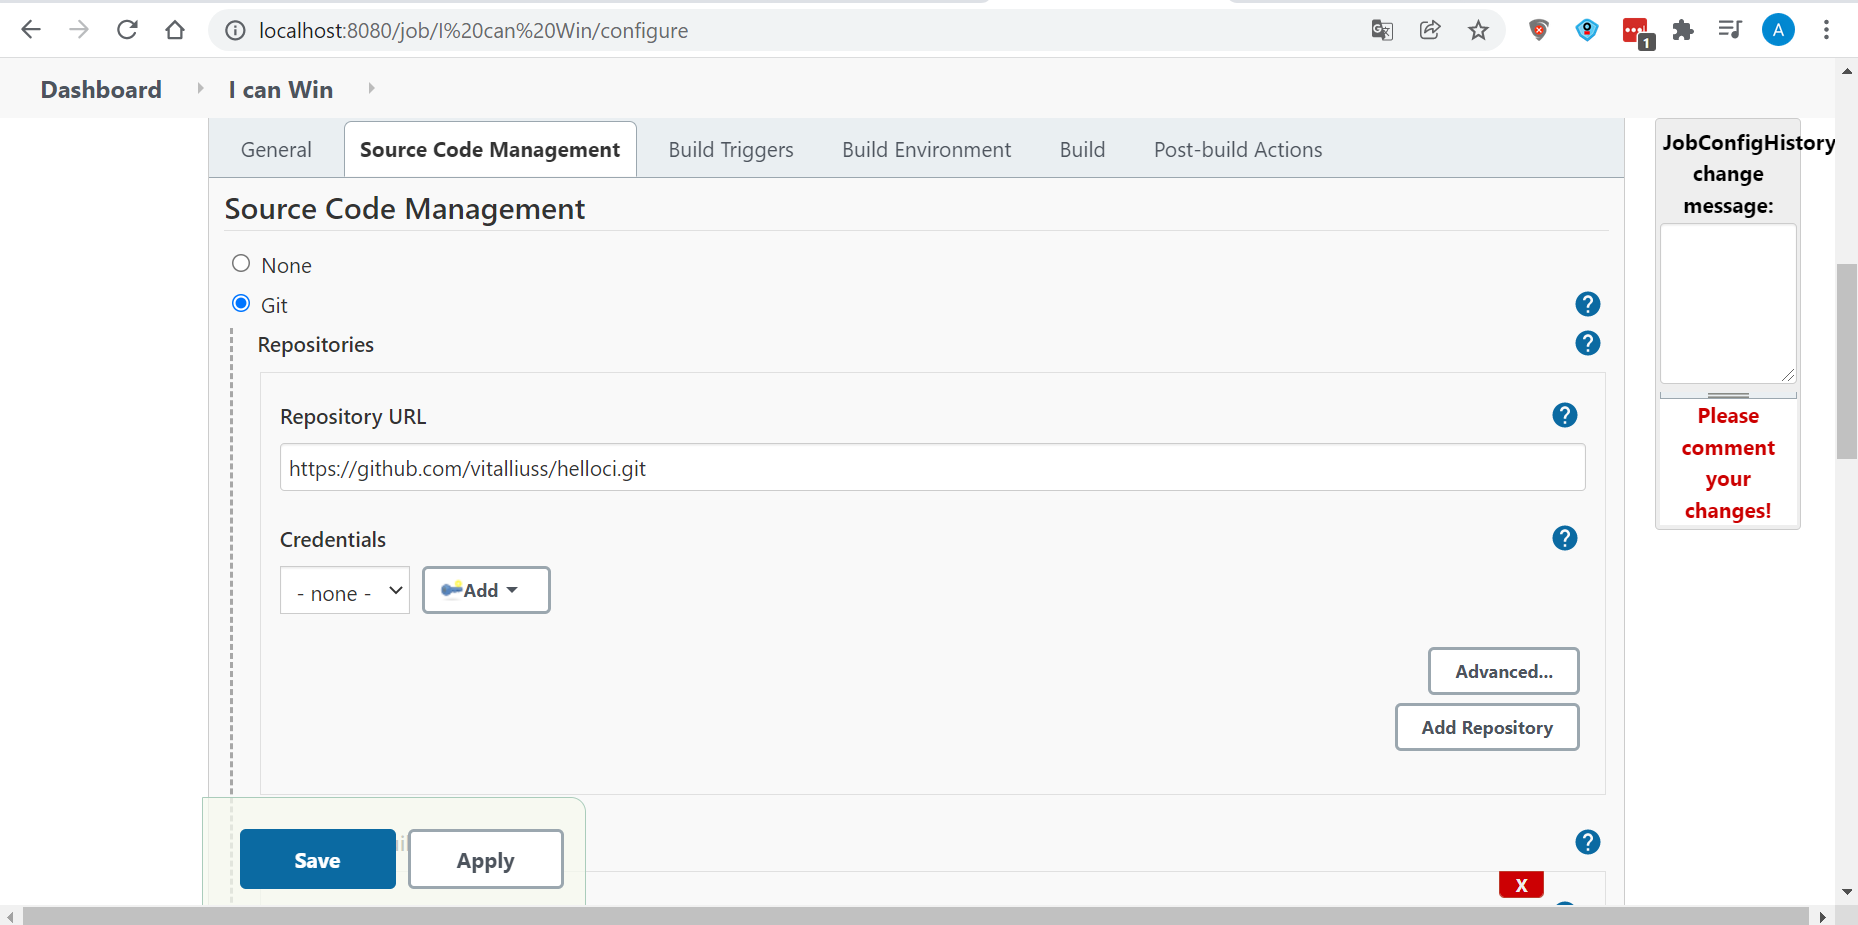 localhost:8080/job/I%20can%20Win/configure
1
A
Dashboard
I can Win
General
Source Code Management
Build Triggers
Build Environment
Build
Post-build Actions
JobConfigHistory
change
message:
Source Code Management
None
Git
?
Repositories
?
Repository URL
?
https://github.com/vitalliuss/helloci.git
Please
comment
your
changes!
Credentials
?
- none -
Add
Advanced...
Add Repository
Save
Apply
?
X